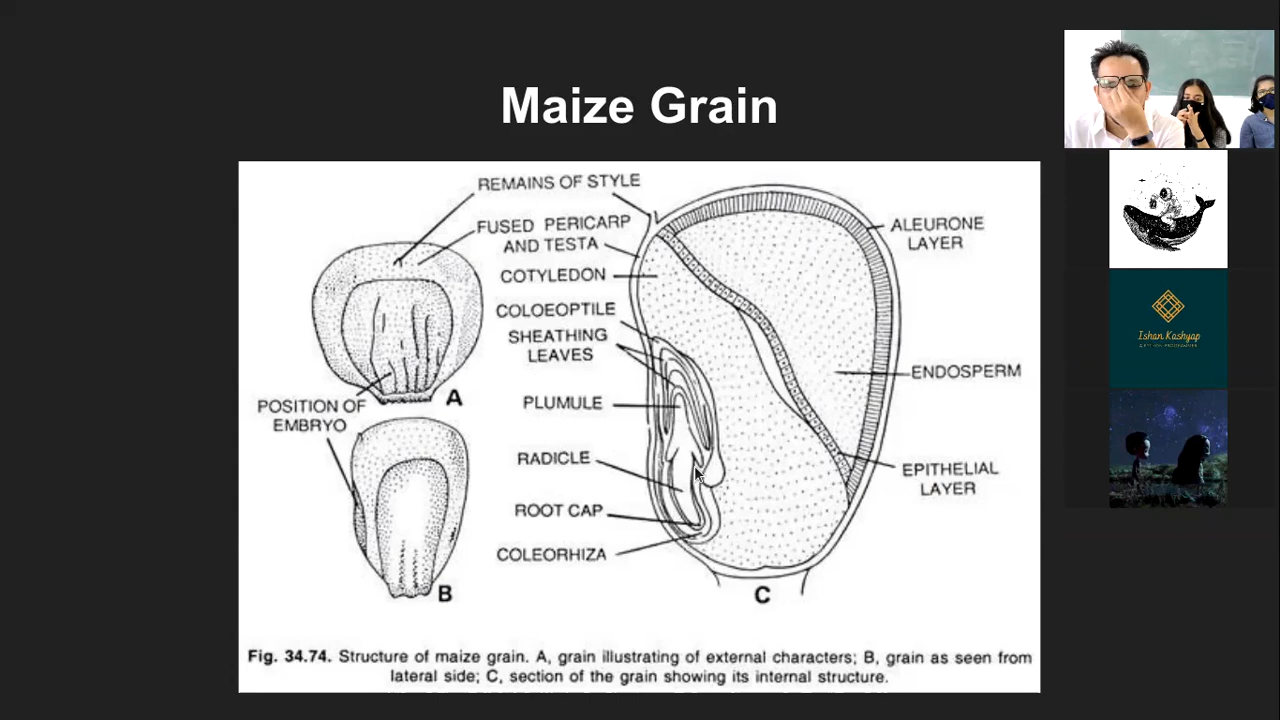 Maize Grain
REMAINS OF STYLE
FUSED PERICARP
AND TESTA
COTYLEDON
COLOEOPTILE
SHEATHING
LEAVES
PLUMULE
RADICLE
ROOT CAP
COLEORHIZA
POSITION OF
EMBRYO
A
B
C
ALEURONE
LAYER
ENDOSPERM
EPITHELIAL
LAYER
Fig. 34.74. Structure of maize grain. A, grain illustrating of external characters; B, grain as seen from
lateral side; C, section of the grain showing its internal structure.
Ishan Kashyap